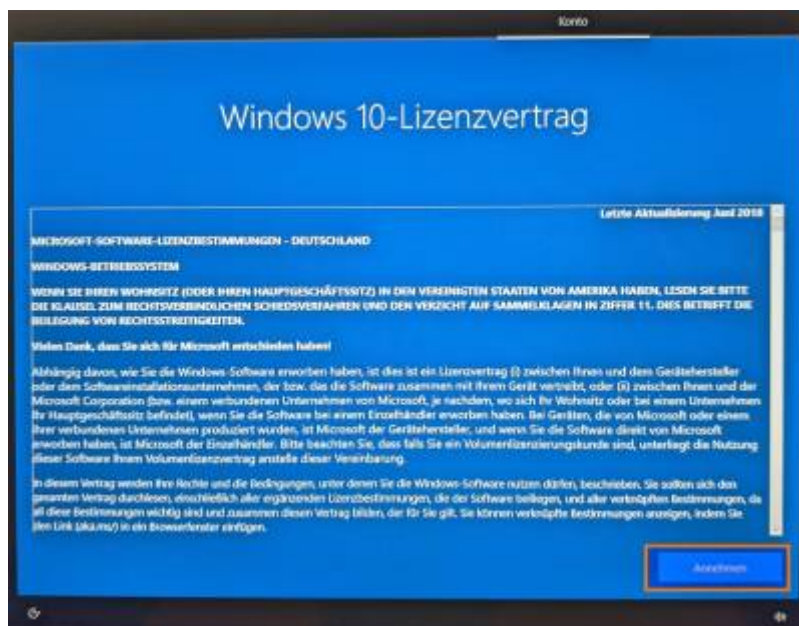 Konto
Windows 10-Lizenzvertrag
Letzte Aktualisierung Juni 2018
MICROSOFT-SOFTWARE-LIZENZBESTIMMUNGEN - DEUTSCHLAND
WINDOWS-BETRIEBSSYSTEM
WENN SIE IHREN WOHNSITZ (ODER IHREN HAUPTGESCHÄFTSSITZ) IN DEN VEREINIGTEN STAATEN VON AMERIKA HABEN, LESEN SIE BITTE
DIE KLAUSEL ZUM RECHTSVERBINDLICHEN SCHIEDSVERFAHREN UND DEN VERZICHT AUF SAMMELKLAGEN IN ZIFFER 11. DIES BETRIFFT DIE
BEILEGUNG VON RECHTSSTREITIGKEITEN.
Vielen Dank, dass Sie sich für Microsoft entschieden haben!
Abhängig davon, wie Sie die Windows-Software erworben haben, ist dies ist ein Lizenzvertrag (i) zwischen Ihnen und dem Gerätehersteller
oder dem Softwareinstallationsunternehmen, der bzw. das die Software zusammen mit Ihrem Gerät vertreibt, oder (ii) zwischen Ihnen und der
Microsoft Corporation (bzw. einem verbundenen Unternehmen von Microsoft, je nachdem, wo sich Ihr Wohnsitz oder bei einem Unternehmen
Ihr Hauptgeschäftssitz befindet), wenn Sie die Software bei einem Einzelhändler erworben haben. Bei Geräten, die von Microsoft oder einem
ihrer verbundenen Unternehmen produziert wurden, ist Microsoft der Gerätehersteller, und wenn Sie die Software direkt von Microsoft
erworben haben, ist Microsoft der Einzelhändler. Bitte beachten Sie, dass falls Sie ein Volumenlizenzierungskunde sind, unterliegt die Nutzung
dieser Software Ihrem Volumenlizenzvertrag anstelle dieser Vereinbarung.
In diesem Vertrag werden Ihre Rechte und die Bedingungen, unter denen Sie die Windows-Software nutzen dürfen, beschrieben. Sie sollten sich den
gesamten Vertrag durchlesen, einschließlich aller ergänzenden Lizenzbestimmungen, die der Software beiliegen, und aller verknüpften Bestimmungen, da
all diese Bestimmungen wichtig sind und zusammen diesen Vertrag bilden, der für Sie gilt. Sie können verknüpfte Bestimmungen anzeigen, indem Sie
den Link (aka.ms/) in ein Browserfenster einfügen.
Annehmen